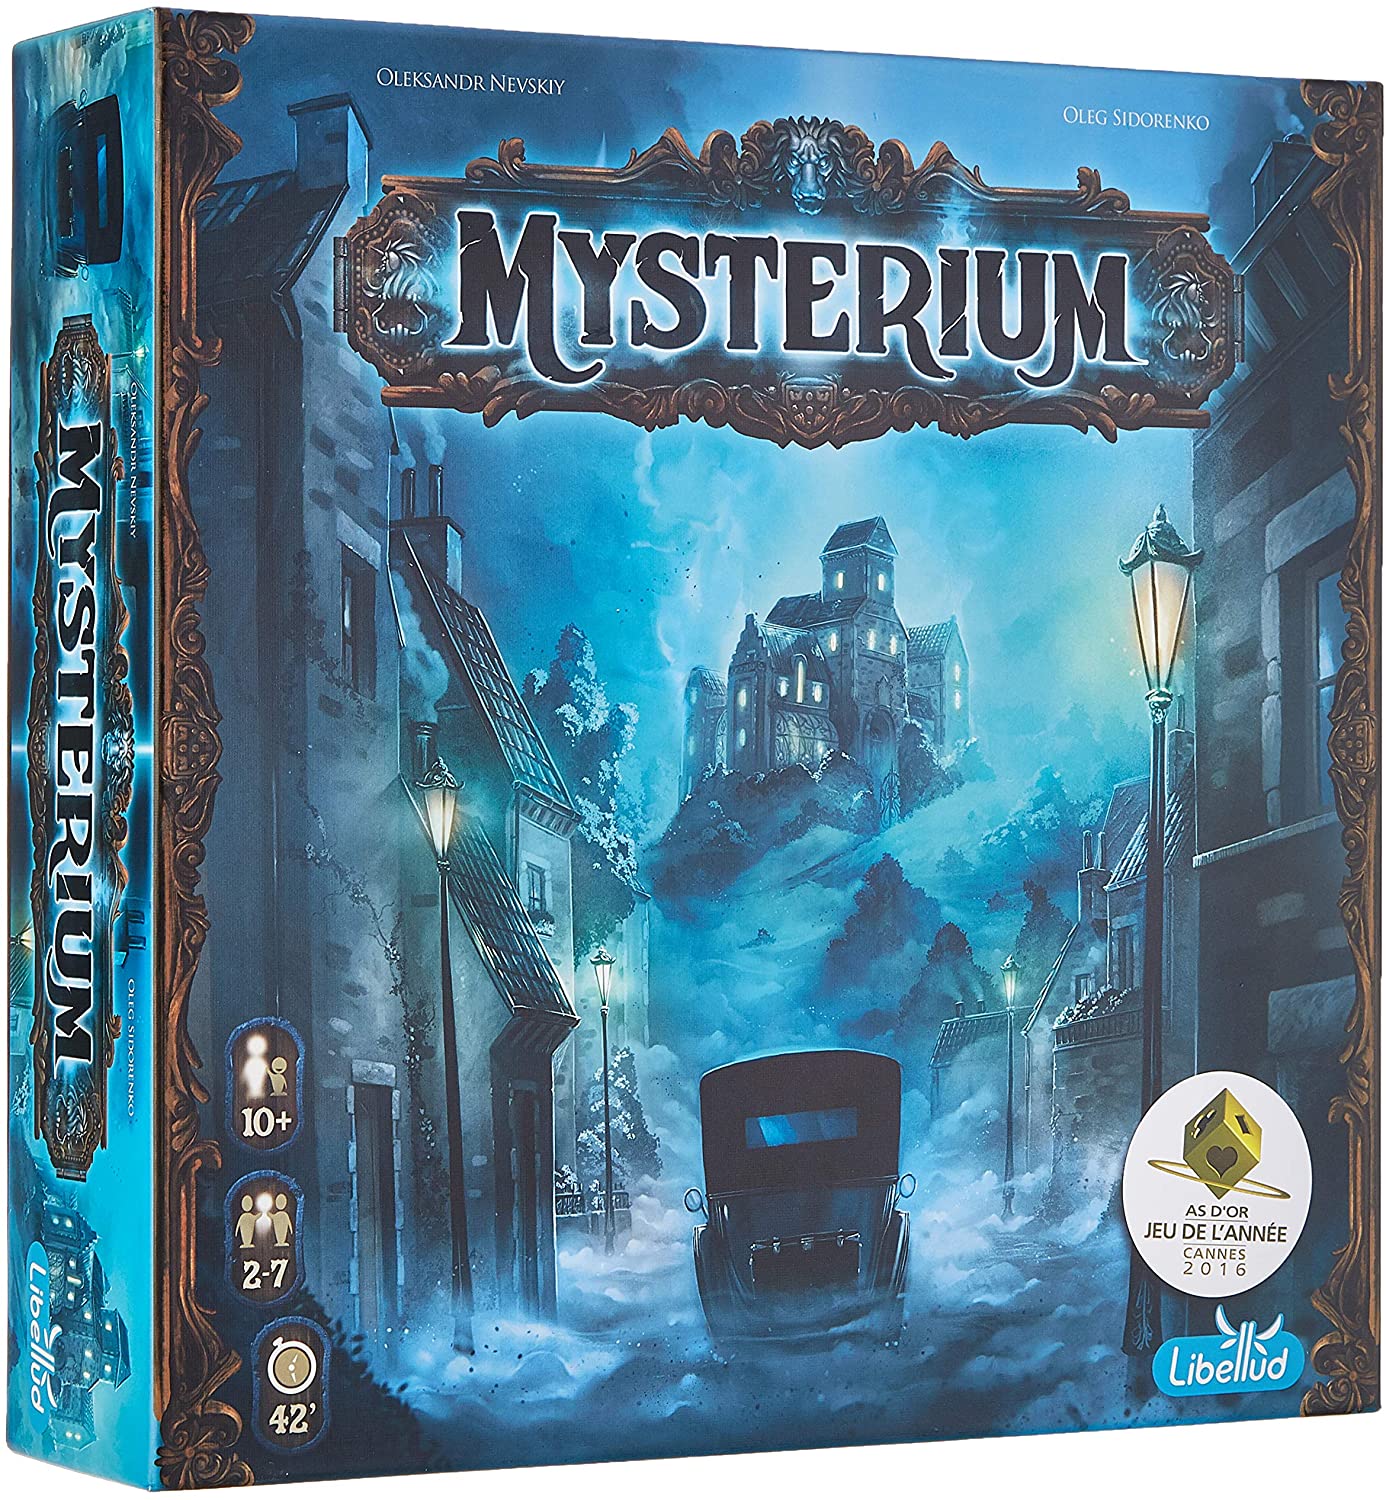 OLEKSANDR NEVSKIY
OLEG SIDORENKO
MYSTERIUM
10+
2-7
42'
AS D'OR
JEU DE L'ANNÉE
CANNES
2016
Libellud
OLEKSANDR NEVSKIY
MYSTERIUM
OLEG SIDORENKO
Libellud